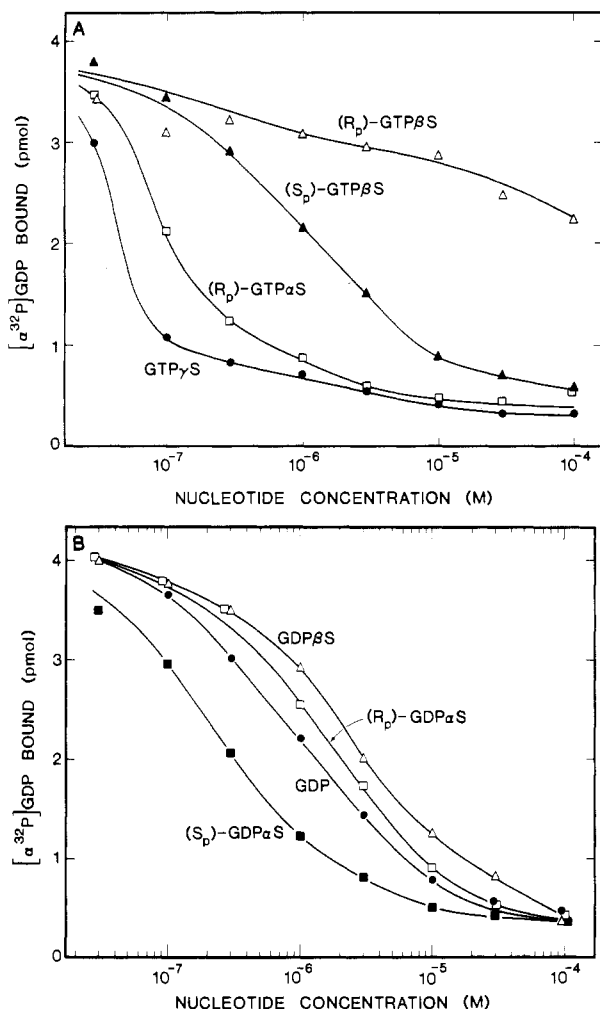 A
[α³²P]GDP BOUND (pmol)
4
3
2
1
0
(Rp)-GTPβS
(Sp)-GTPβS
(Rp)-GTPαS
GTPγS
10⁻⁷
10⁻⁶
10⁻⁵
10⁻⁴
NUCLEOTIDE CONCENTRATION (M)
B
[α³²P]GDP BOUND (pmol)
4
3
2
1
0
GDPβS
(Rp)-GDPαS
GDP
(Sp)-GDPαS
10⁻⁷
10⁻⁶
10⁻⁵
10⁻⁴
NUCLEOTIDE CONCENTRATION (M)